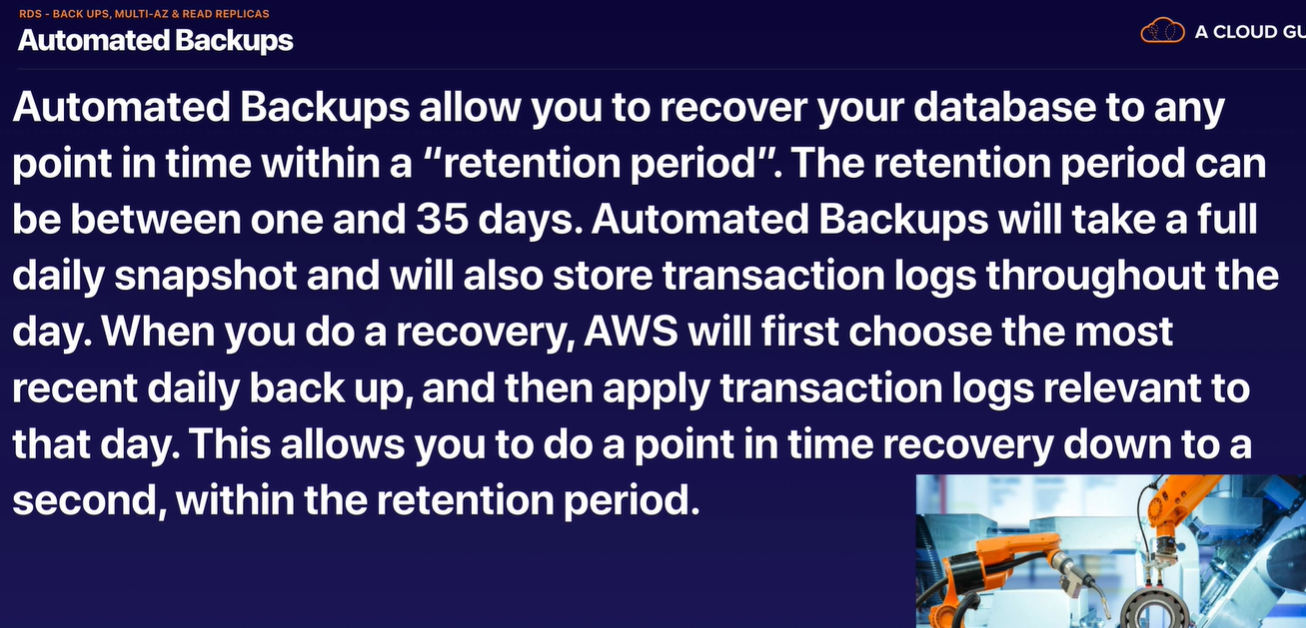 RDS - BACK UPS, MULTI-AZ & READ REPLICAS
Automated Backups
A CLOUD GU
Automated Backups allow you to recover your database to any
point in time within a “retention period”. The retention period can
be between one and 35 days. Automated Backups will take a full
daily snapshot and will also store transaction logs throughout the
day. When you do a recovery, AWS will first choose the most
recent daily back up, and then apply transaction logs relevant to
that day. This allows you to do a point in time recovery down to a
second, within the retention period.